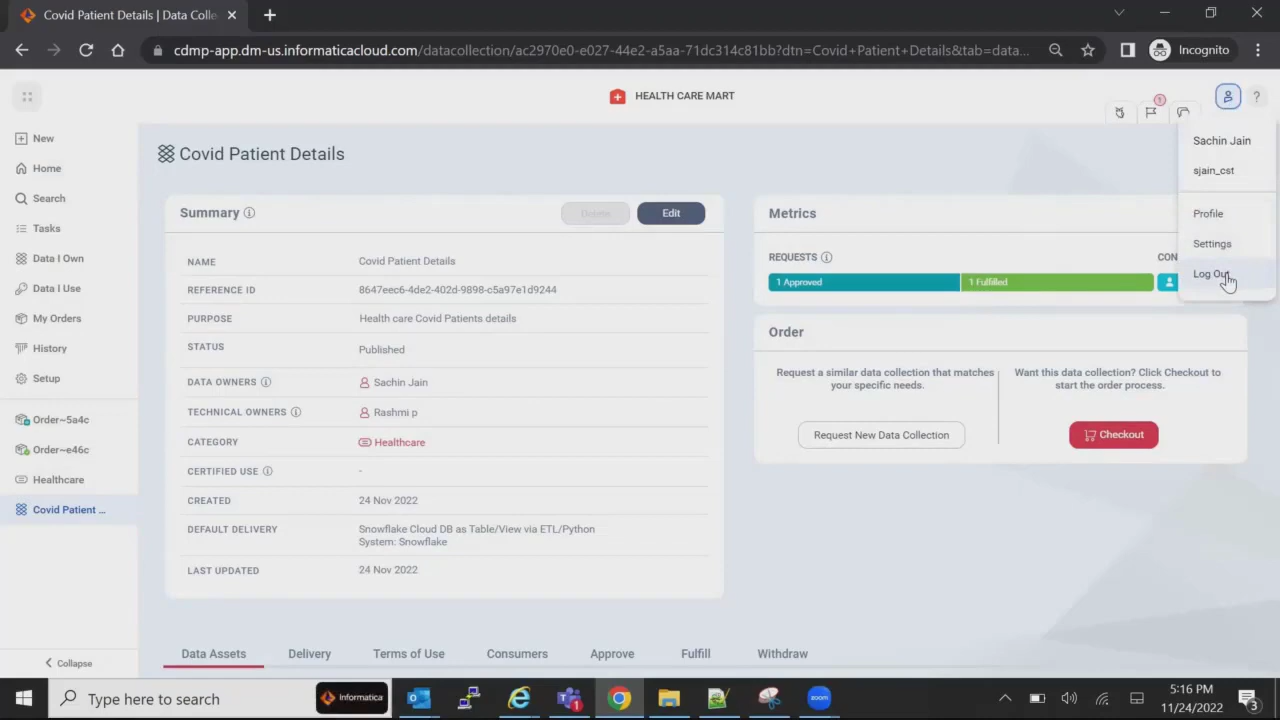 Covid Patient Details | Data Colle
cdmp-app.dm-us.informaticacloud.com/datacollection/ac2970e0-e027-44e2-a5aa-71dc314c81bb?dtn=Covid+Patient+Details&tab=data...
Incognito
HEALTH CARE MART
?
1
New
Home
Search
Tasks
Data I Own
Data I Use
My Orders
History
Setup
Order~5a4c
Order~e46c
Healthcare
Covid Patient ...
Collapse
Sachin Jain
sjain_cst
Profile
Settings
Log Out
Covid Patient Details
Summary
Delete
Edit
NAME Covid Patient Details
REFERENCE ID 8647eec6-4de2-402d-9898-c5a97e1d9244
PURPOSE Health care Covid Patients details
STATUS Published
DATA OWNERS Sachin Jain
TECHNICAL OWNERS Rashmi p
CATEGORY Healthcare
CERTIFIED USE -
CREATED 24 Nov 2022
DEFAULT DELIVERY Snowflake Cloud DB as Table/View via ETL/Python
System: Snowflake
LAST UPDATED 24 Nov 2022
Metrics
REQUESTS
CON
1 Approved
1 Fulfilled
Order
Request a similar data collection that matches
your specific needs.
Request New Data Collection
Want this data collection? Click Checkout to
start the order process.
Checkout
Data Assets
Delivery
Terms of Use
Consumers
Approve
Fulfill
Withdraw
Type here to search
Informatica
1
zoom
5:16 PM
11/24/2022
3